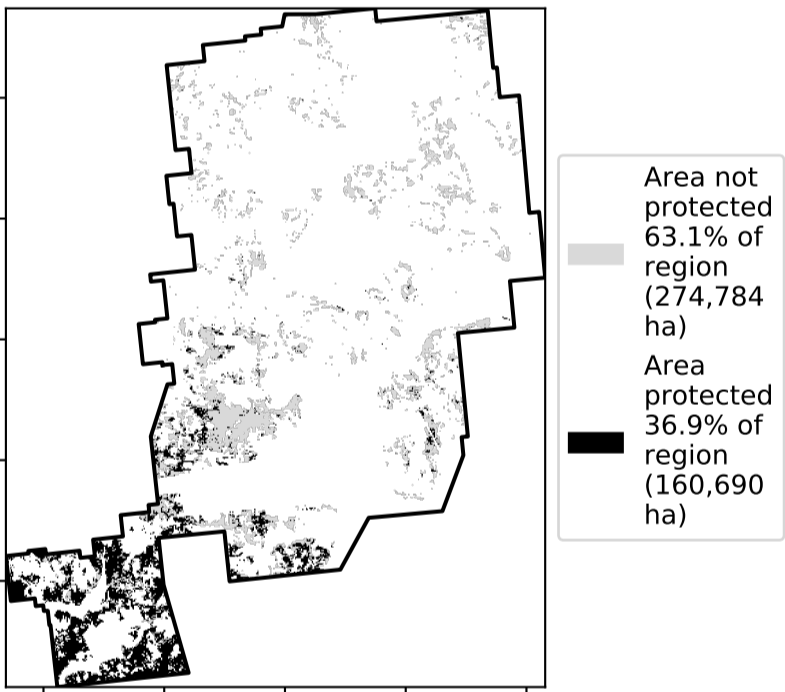 Area not
protected
63.1% of
region
(274,784
ha)
Area
protected
36.9% of
region
(160,690
ha)